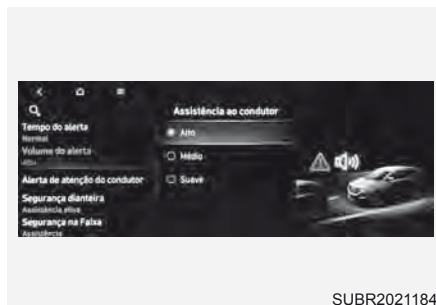 Assistência ao condutor
Tempo do alerta
Normal
Volume do alerta
Alto
Alerta de atenção do condutor
Segurança dianteira
Assistência ativa
Segurança na Faixa
Assistência
Alto
Médio
Suave
SUBR2021184